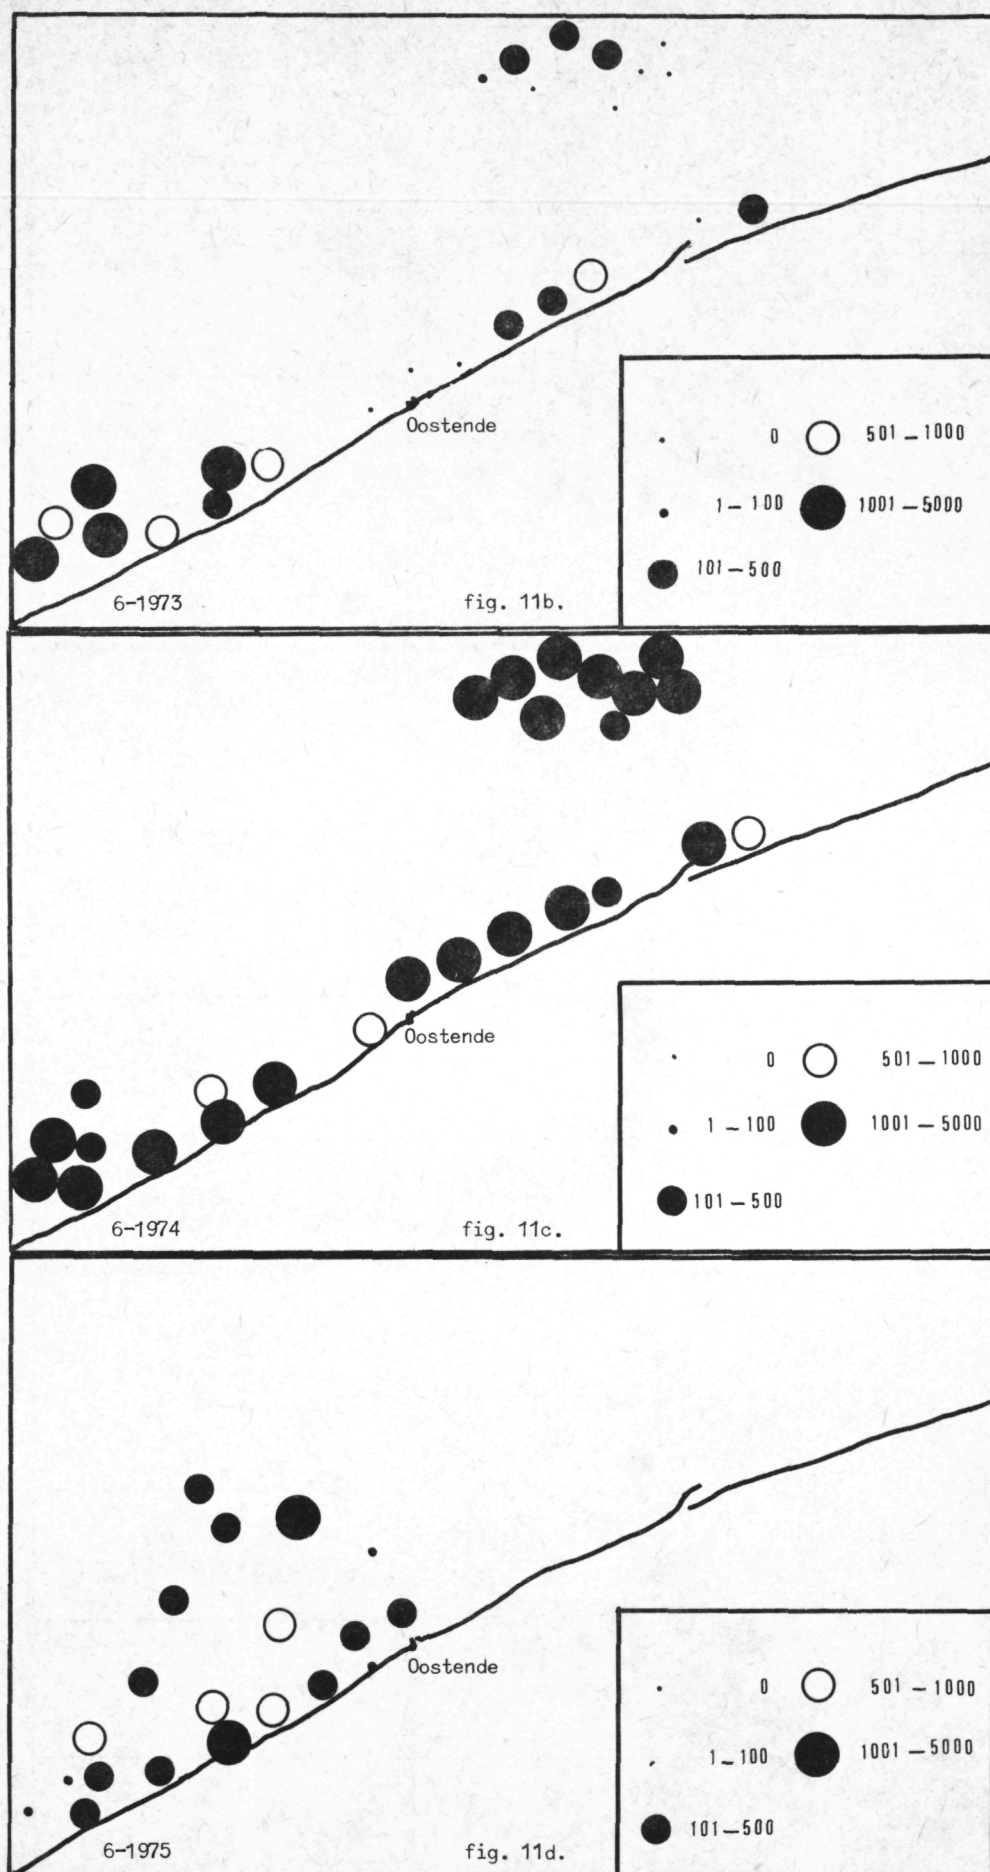 Oostende
0 501 – 1000
1 – 100 1001 – 5000
101 – 500
6-1973 fig. 11b.
Oostende
0 501 – 1000
1 – 100 1001 – 5000
101 – 500
6-1974 fig. 11c.
Oostende
0 501 – 1000
1 – 100 1001 – 5000
101 – 500
6-1975 fig. 11d.